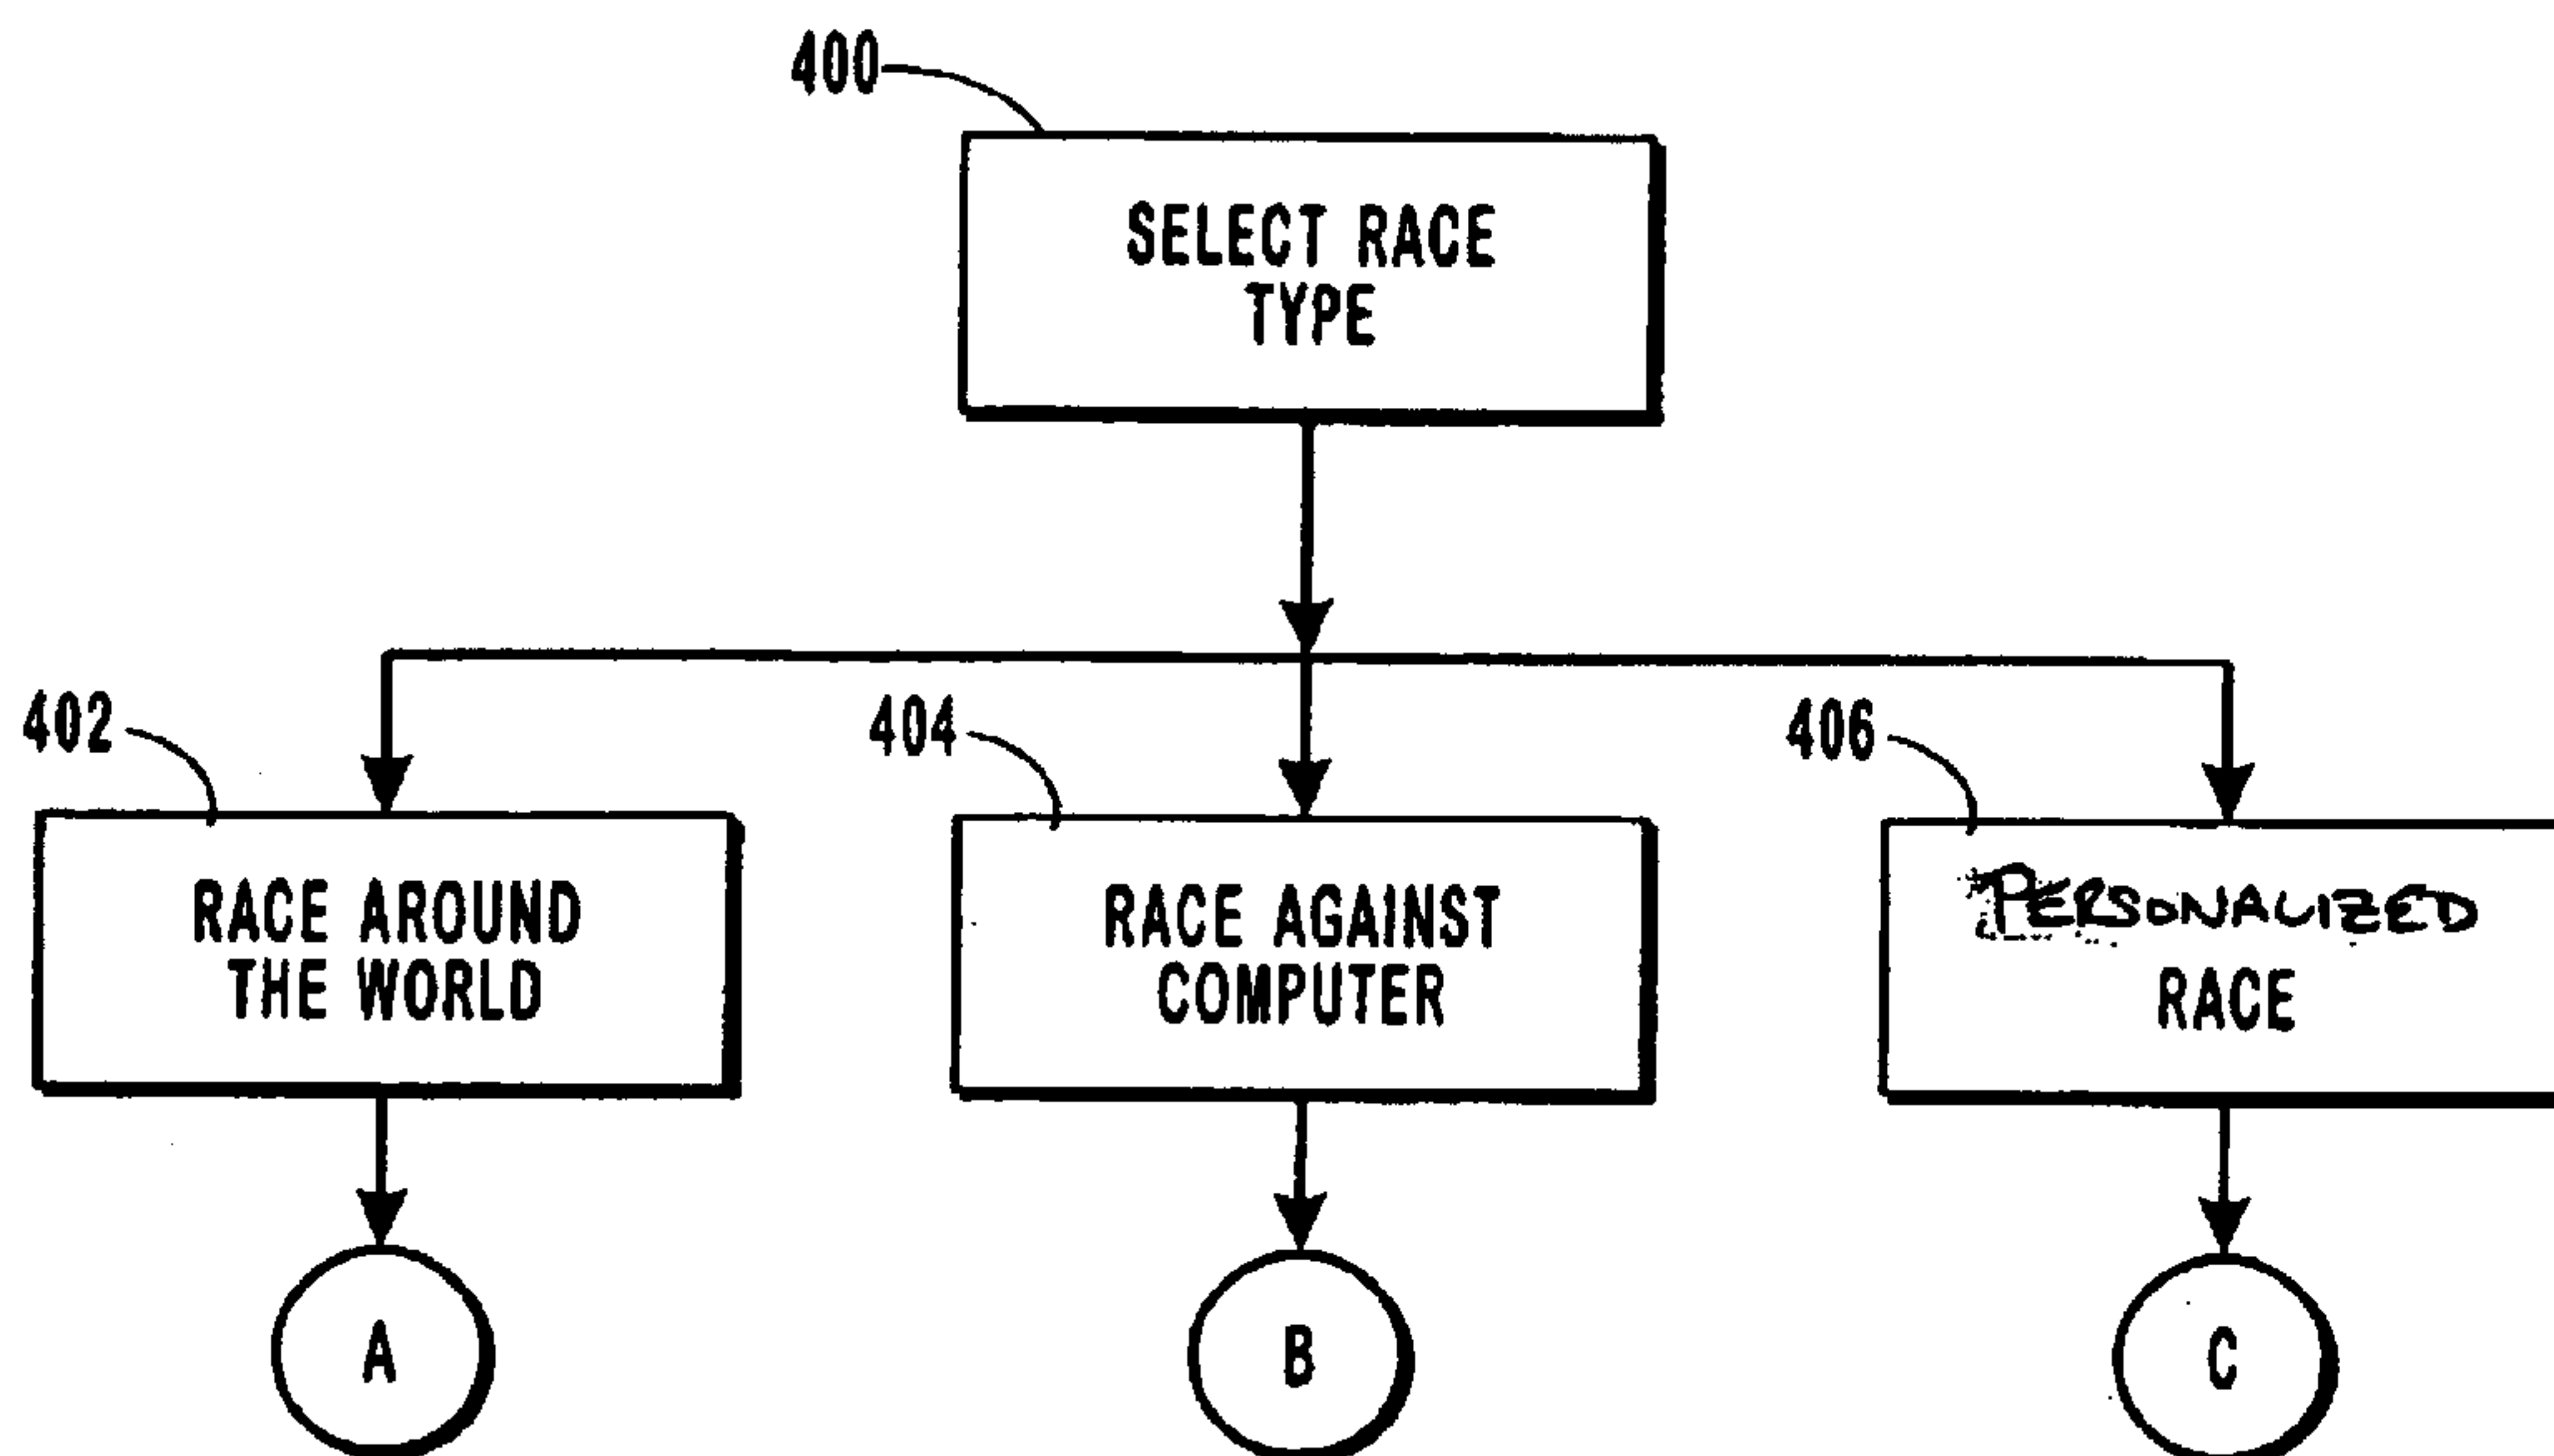 400
SELECT RACE
TYPE
402
404
406
RACE AROUND
THE WORLD
RACE AGAINST
COMPUTER
PERSONALIZED
RACE
A
B
C